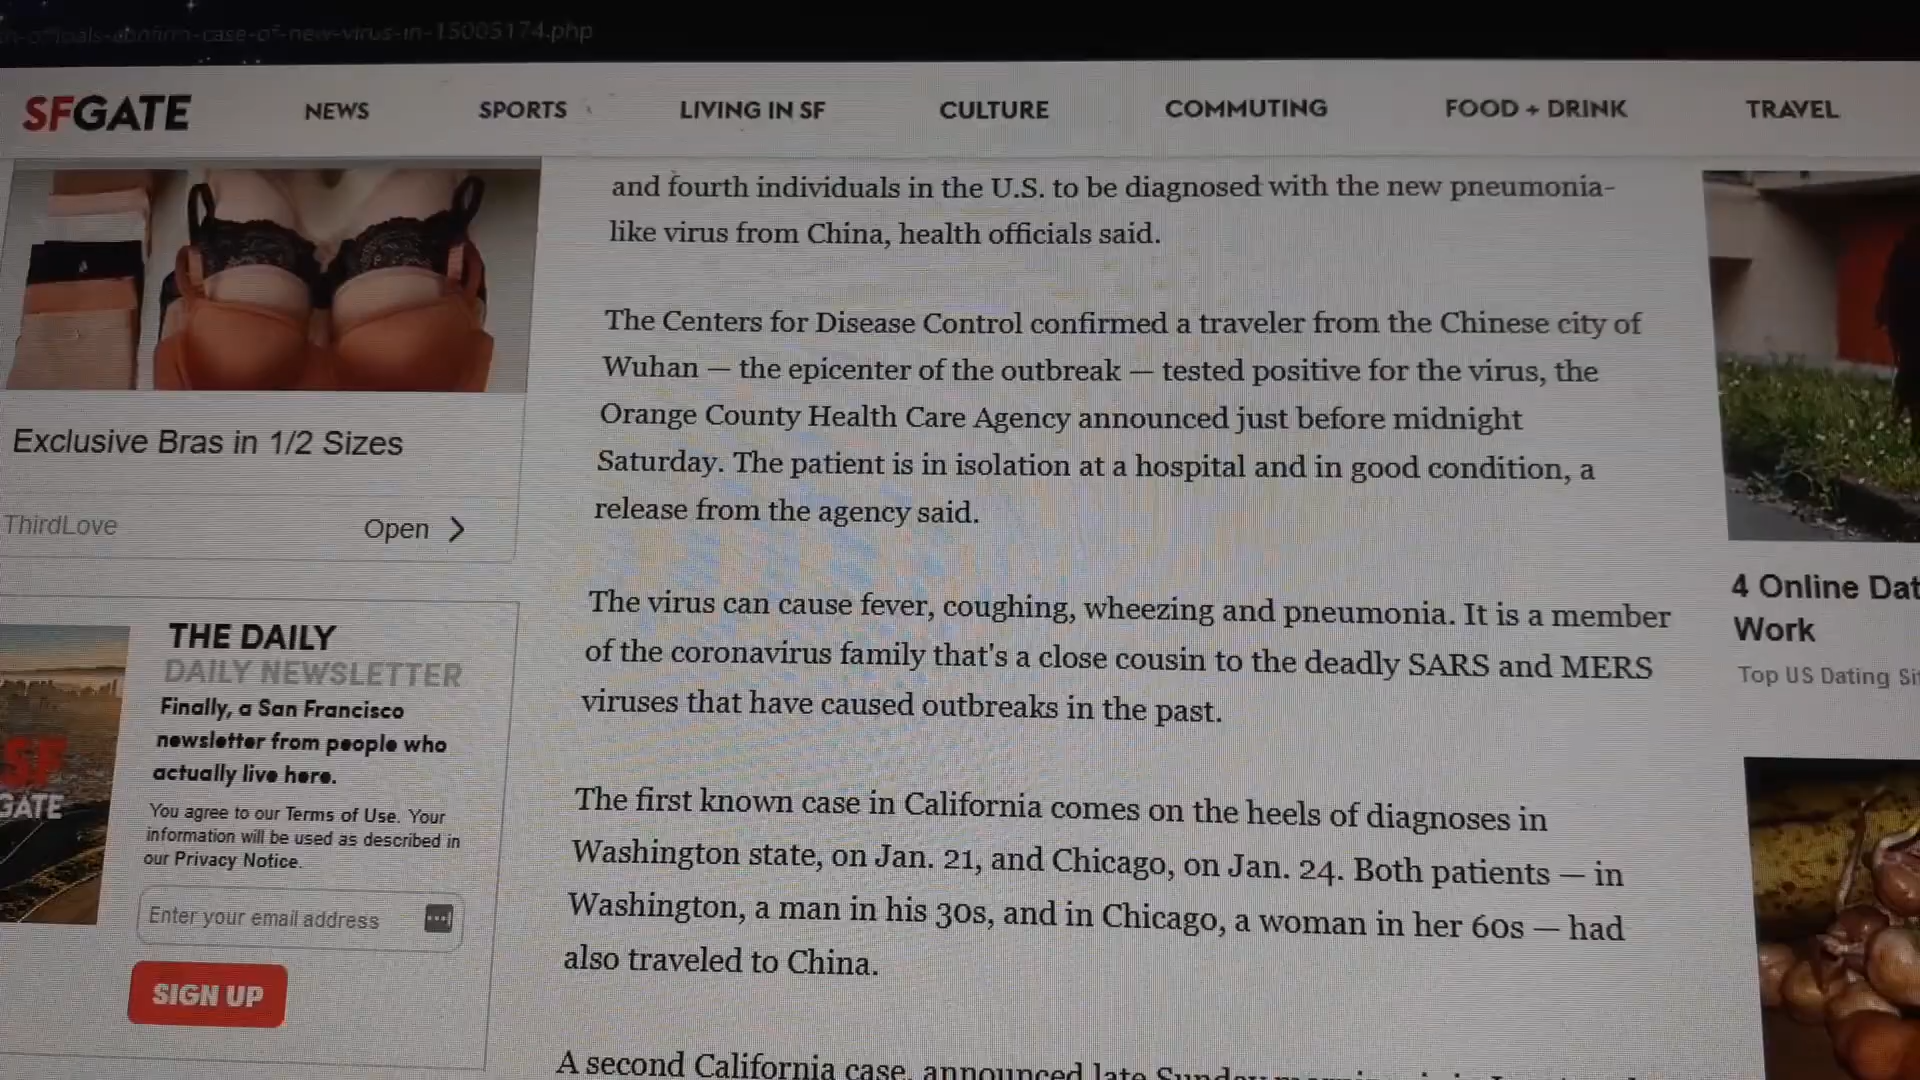 -case-of-new-virus-in-15005174.php
SFGATE
NEWS
SPORTS
LIVING IN SF
CULTURE
COMMUTING
FOOD + DRINK
TRAVEL
and fourth individuals in the U.S. to be diagnosed with the new pneumonia-
like virus from China, health officials said.
The Centers for Disease Control confirmed a traveler from the Chinese city of
Wuhan — the epicenter of the outbreak — tested positive for the virus, the
Orange County Health Care Agency announced just before midnight
Saturday. The patient is in isolation at a hospital and in good condition, a
release from the agency said.
The virus can cause fever, coughing, wheezing and pneumonia. It is a member
of the coronavirus family that's a close cousin to the deadly SARS and MERS
viruses that have caused outbreaks in the past.
The first known case in California comes on the heels of diagnoses in
Washington state, on Jan. 21, and Chicago, on Jan. 24. Both patients — in
Washington, a man in his 30s, and in Chicago, a woman in her 60s — had
also traveled to China.
A second California case, announced late Sunday
Exclusive Bras in 1/2 Sizes
ThirdLove
Open
THE DAILY
DAILY NEWSLETTER
Finally, a San Francisco
newsletter from people who
actually live here.
You agree to our Terms of Use. Your
information will be used as described in
our Privacy Notice.
Enter your email address
SIGN UP
SF
GATE
4 Online Dat
Work
Top US Dating Si